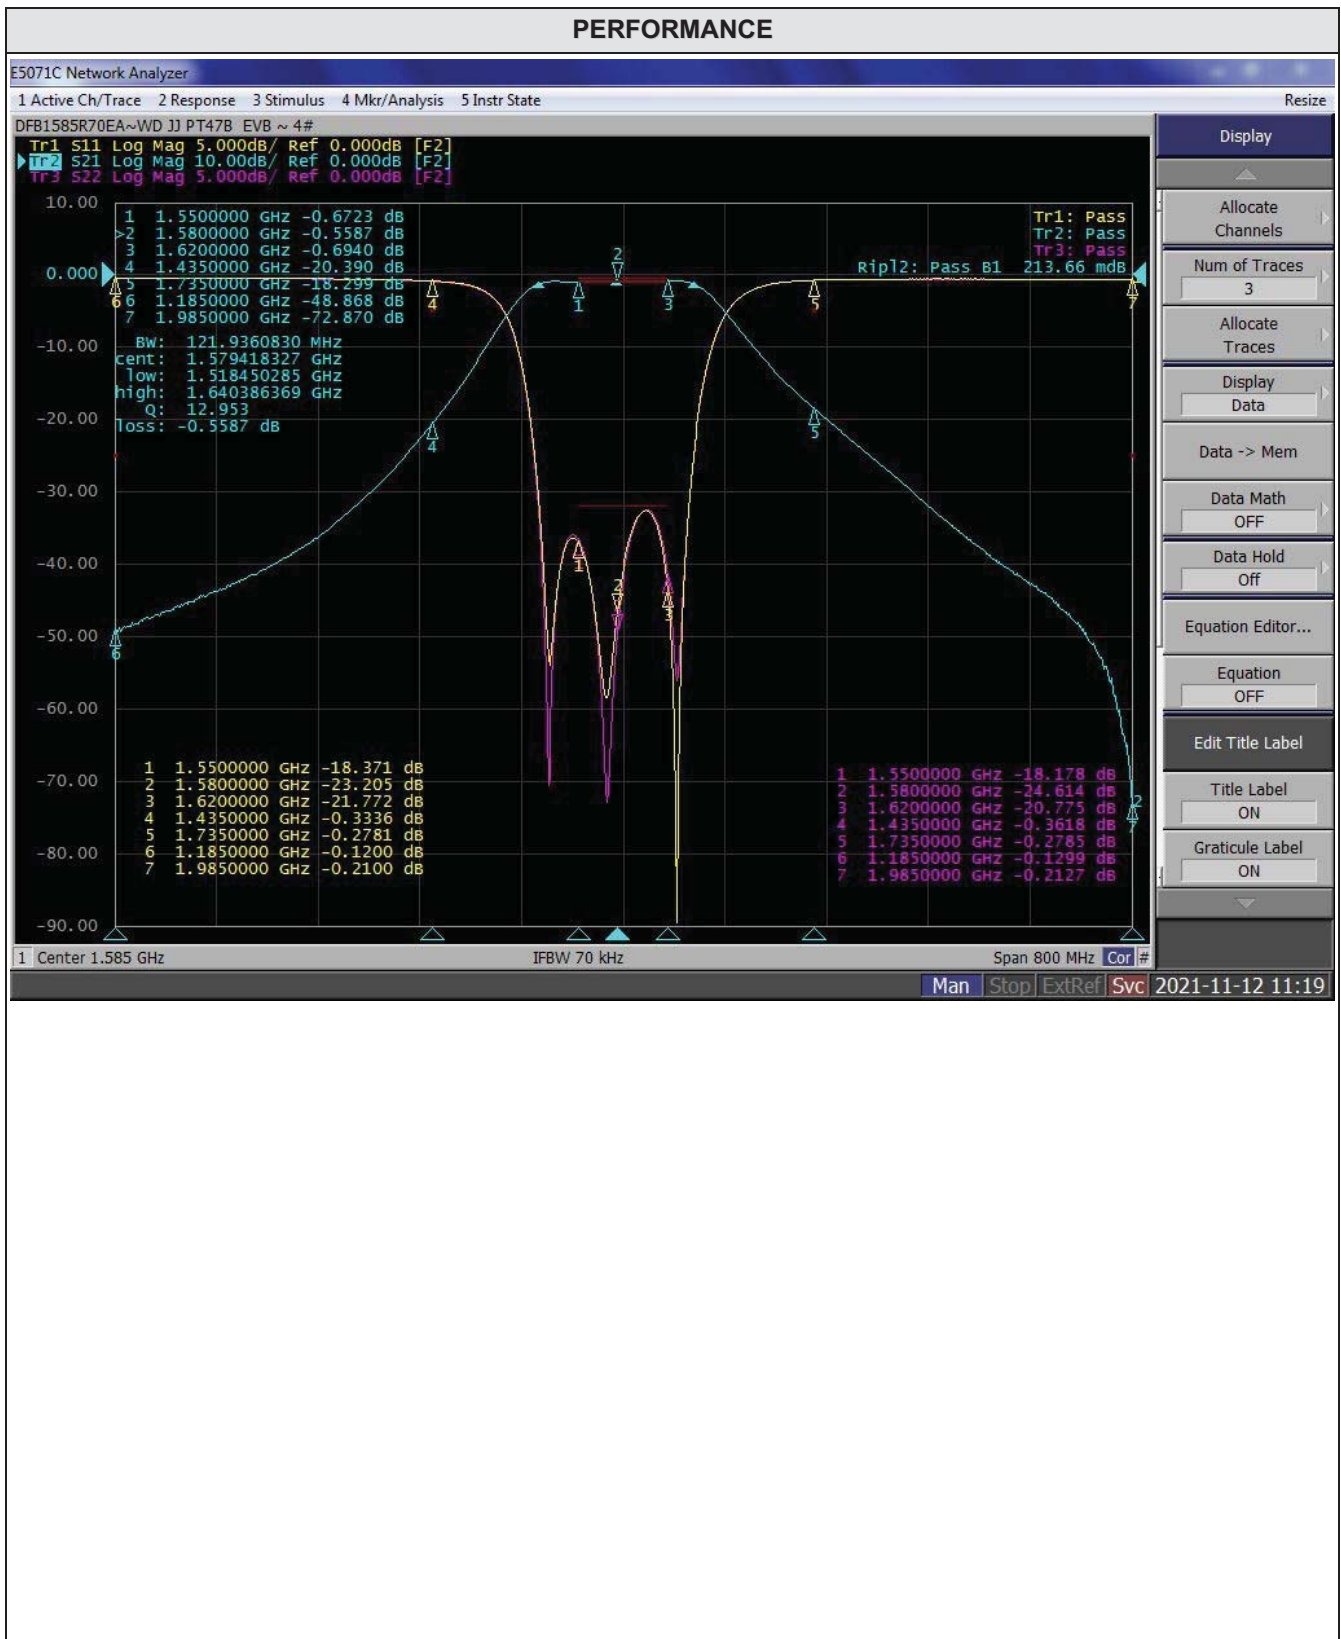 PERFORMANCE
E5071C Network Analyzer
1 Active Ch/Trace 2 Response 3 Stimulus 4 Mkr/Analysis 5 Instr State Resize
DFB1585R70EA~WD JJ PT47B EVB ~ 4#
Tr1 S11 Log Mag 5.000dB/ Ref 0.000dB [F2]
Tr2 S21 Log Mag 10.00dB/ Ref 0.000dB [F2]
Tr3 S22 Log Mag 5.000dB/ Ref 0.000dB [F2]
10.00
0.000
-10.00
-20.00
-30.00
-40.00
-50.00
-60.00
-70.00
-80.00
-90.00
1 1.5500000 GHz -0.6723 dB
>2 1.5800000 GHz -0.5587 dB
3 1.6200000 GHz -0.6940 dB
4 1.4350000 GHz -20.390 dB
5 1.7350000 GHz -18.299 dB
6 1.1850000 GHz -48.868 dB
7 1.9850000 GHz -72.870 dB
BW: 121.9360830 MHz
cent: 1.579418327 GHz
low: 1.518450285 GHz
high: 1.640386369 GHz
Q: 12.953
loss: -0.5587 dB
Tr1: Pass
Tr2: Pass
Tr3: Pass
Ripl2: Pass B1 213.66 mdB
6
4
1
2
3
5
7
4
5
6
1
2
3
2
7
1 1.5500000 GHz -18.371 dB
2 1.5800000 GHz -23.205 dB
3 1.6200000 GHz -21.772 dB
4 1.4350000 GHz -0.3336 dB
5 1.7350000 GHz -0.2781 dB
6 1.1850000 GHz -0.1200 dB
7 1.9850000 GHz -0.2100 dB
1 1.5500000 GHz -18.178 dB
2 1.5800000 GHz -24.614 dB
3 1.6200000 GHz -20.775 dB
4 1.4350000 GHz -0.3618 dB
5 1.7350000 GHz -0.2785 dB
6 1.1850000 GHz -0.1299 dB
7 1.9850000 GHz -0.2127 dB
1 Center 1.585 GHz IFBW 70 kHz Span 800 MHz Cor #
Man Stop ExtRef Svc 2021-11-12 11:19
Display
Allocate
Channels
Num of Traces
3
Allocate
Traces
Display
Data
Data -> Mem
Data Math
OFF
Data Hold
Off
Equation Editor...
Equation
OFF
Edit Title Label
Title Label
ON
Graticule Label
ON